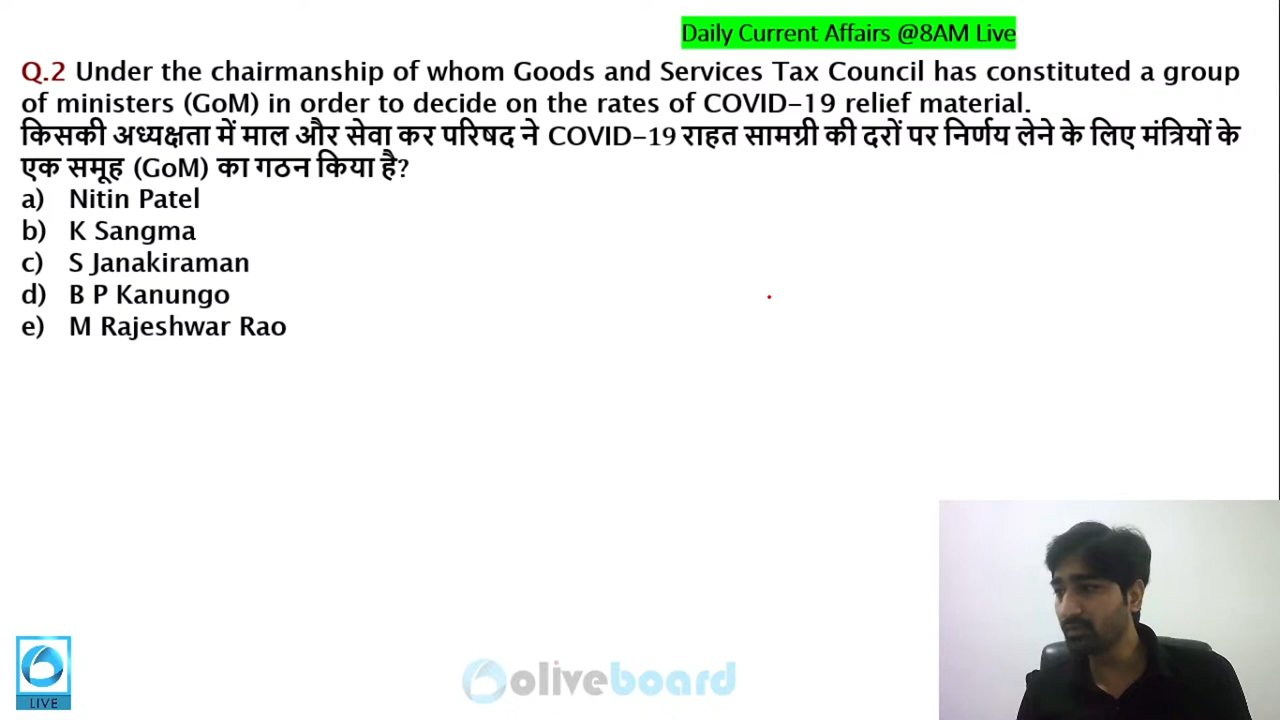 Daily Current Affairs @8AM Live
Q.2 Under the chairmanship of whom Goods and Services Tax Council has constituted a group
of ministers (GoM) in order to decide on the rates of COVID-19 relief material.
किसकी अध्यक्षता में माल और सेवा कर परिषद ने COVID-19 राहत सामग्री की दरों पर निर्णय लेने के लिए मंत्रियों के
एक समूह (GoM) का गठन किया है?
a) Nitin Patel
b) K Sangma
c) S Janakiraman
d) B P Kanungo
e) M Rajeshwar Rao
LIVE
oliveboard